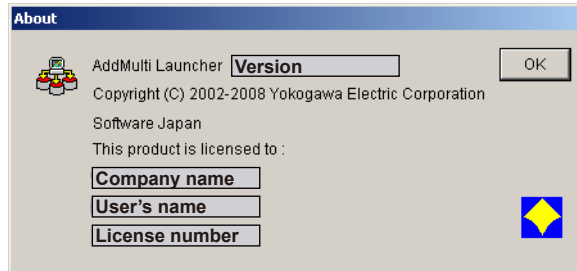 About
AddMulti Launcher Version
OK
Copyright (C) 2002-2008 Yokogawa Electric Corporation
Software Japan
This product is licensed to :
Company name
User’s name
License number